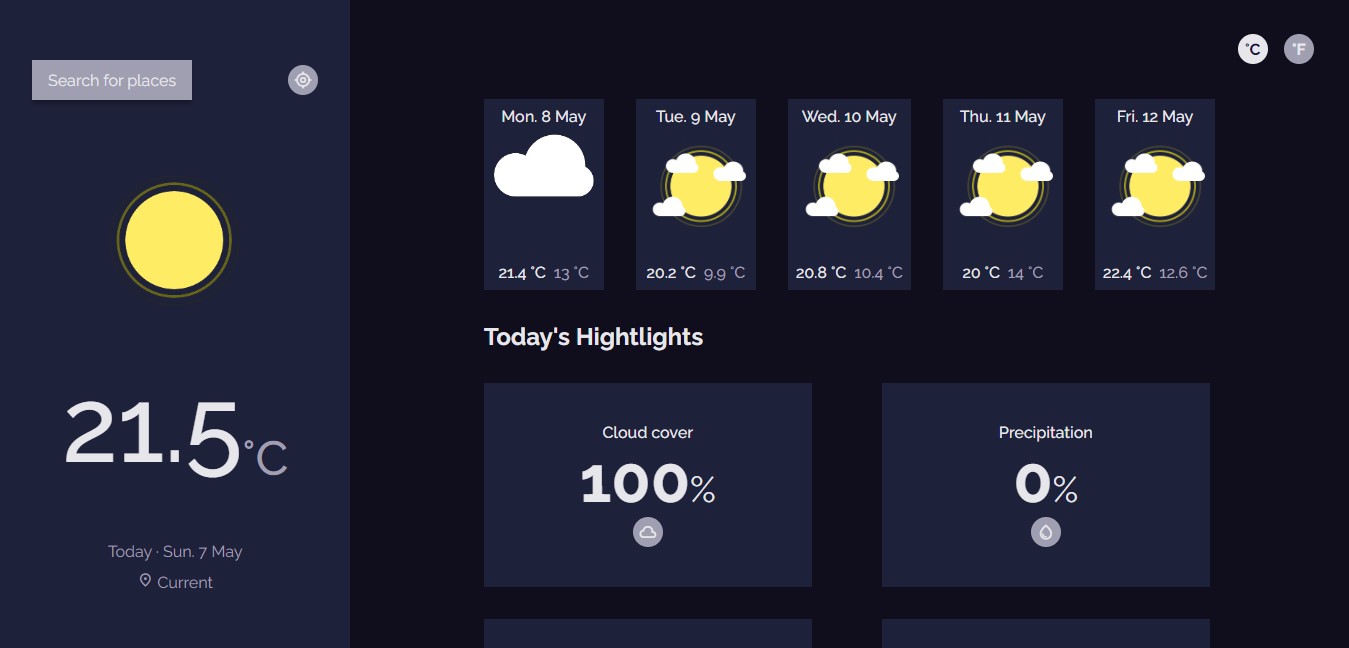 Search for places
21.5°C
Today · Sun. 7 May
Current
°C °F
Mon. 8 May
21.4 °C 13 °C
Tue. 9 May
20.2 °C 9.9 °C
Wed. 10 May
20.8 °C 10.4 °C
Thu. 11 May
20 °C 14 °C
Fri. 12 May
22.4 °C 12.6 °C
Today's Hightlights
Cloud cover
100%
Precipitation
0%